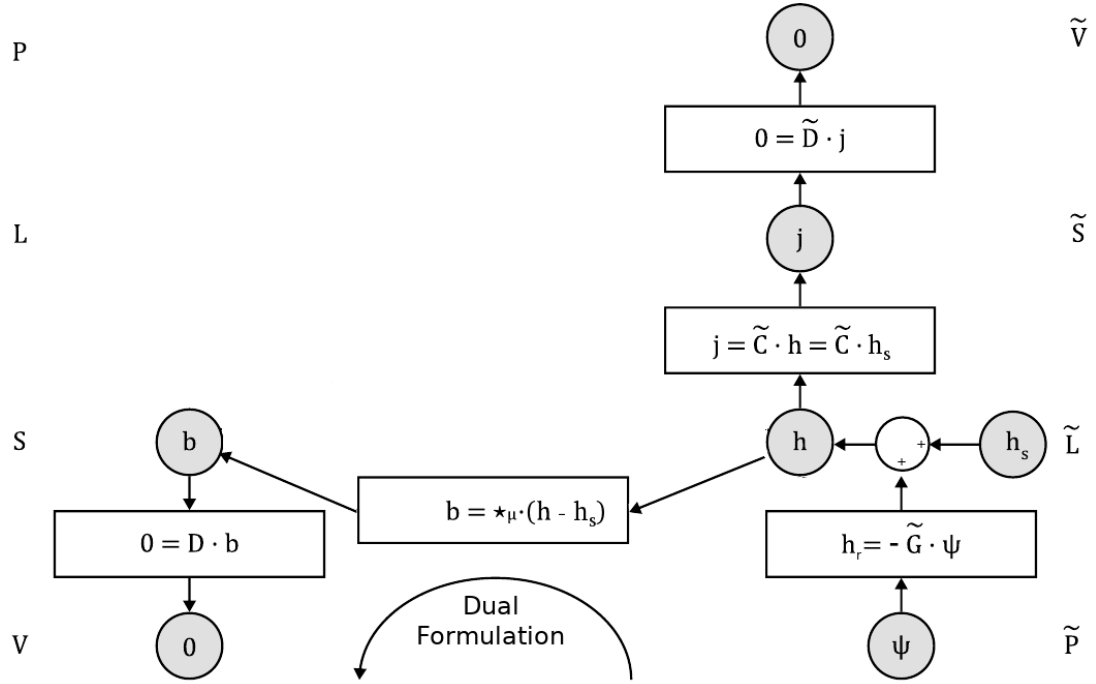 P
0
Ṽ
0 = D̃ · j
L
j
S̃
j = C̃ · h = C̃ · hₛ
S
b
h
+
+
hₛ
L̃
b = ⋆μ·(h - hₛ)
0 = D · b
hᵣ= - G̃ · ψ
Dual
Formulation
V
0
ψ
P̃